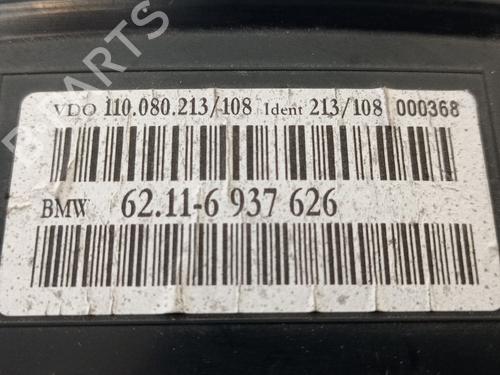 VDO 110.080.213/108 Ident 213/108 000368
BMW 62.11-6 937 626